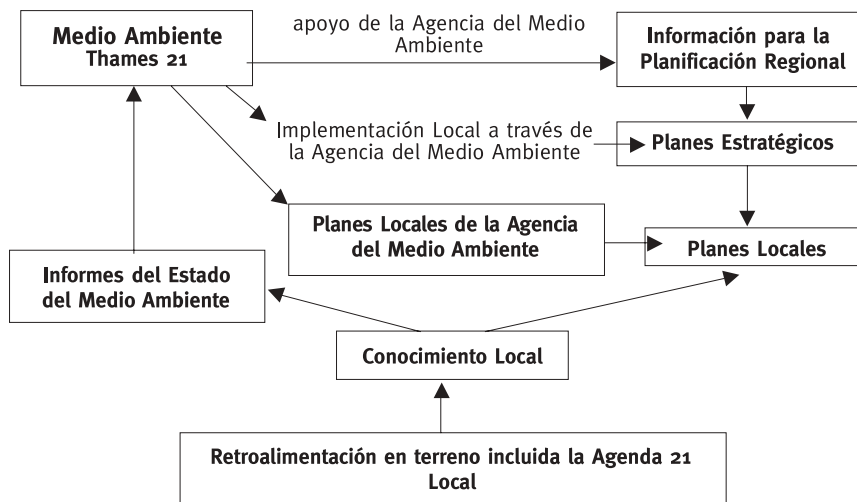 Medio Ambiente
Thames 21
apoyo de la Agencia del Medio
Ambiente
Información para la
Planificación Regional
Implementación Local a través de
la Agencia del Medio Ambiente
Planes Estratégicos
Planes Locales de la Agencia
del Medio Ambiente
Planes Locales
Informes del Estado
del Medio Ambiente
Conocimiento Local
Retroalimentación en terreno incluida la Agenda 21
Local